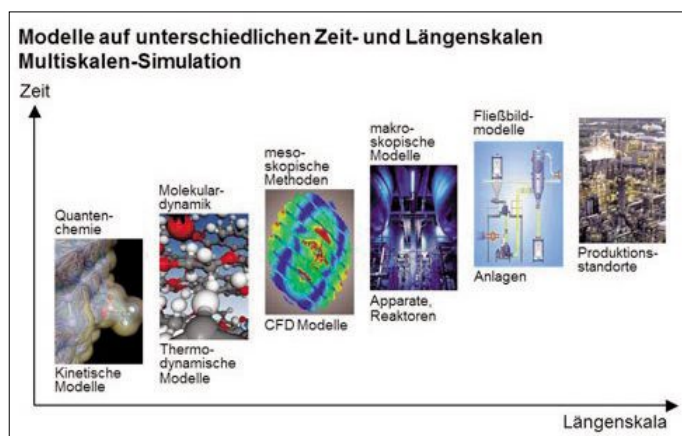 Modelle auf unterschiedlichen Zeit- und Längenskalen
Multiskalen-Simulation
Zeit
Quanten-
chemie
Kinetische
Modelle
Molekular-
dynamik
Thermo-
dynamische
Modelle
meso-
skopische
Methoden
CFD Modelle
makro-
skopische
Modelle
Apparate,
Reaktoren
Fließbild-
modelle
Anlagen
Produktions-
standorte
Längenskala